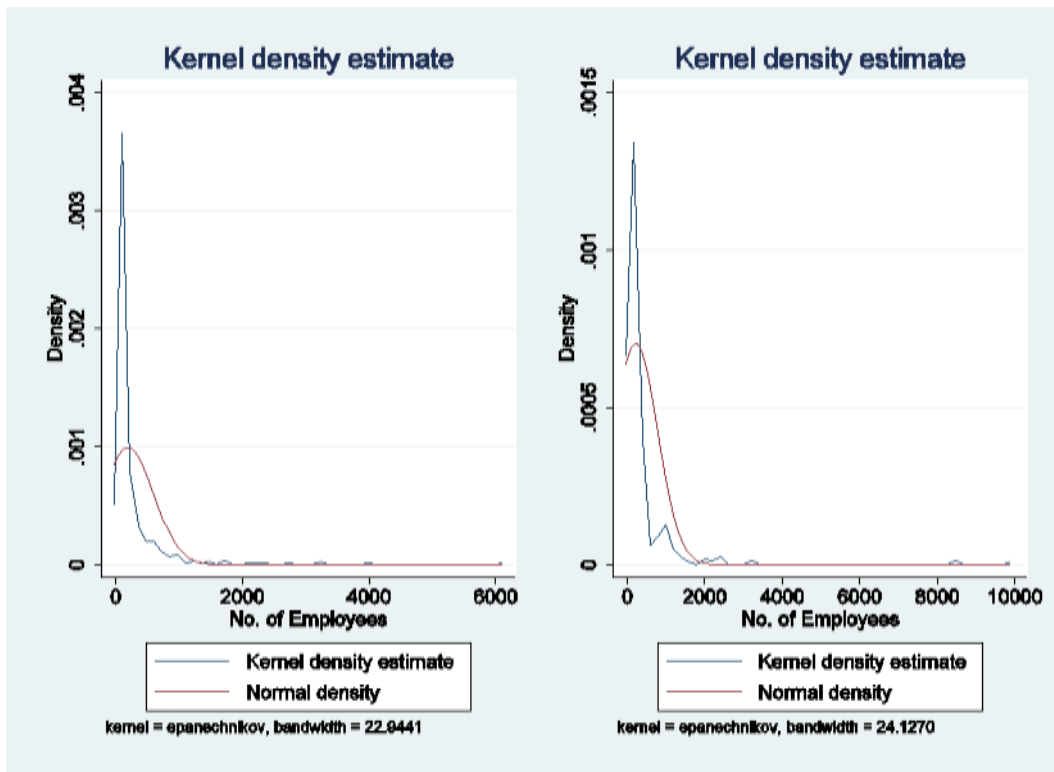 Kernel density estimate
.004
.003
.002
.001
0
Density
0
2000
4000
6000
No. of Employees
Kernel density estimate
Normal density
kernel = epanechnikov, bandwidth = 22.9441
Kernel density estimate
.0015
.001
.0005
0
Density
0
2000
4000
6000
8000
10000
No. of Employees
Kernel density estimate
Normal density
kernel = epanechnikov, bandwidth = 24.1270